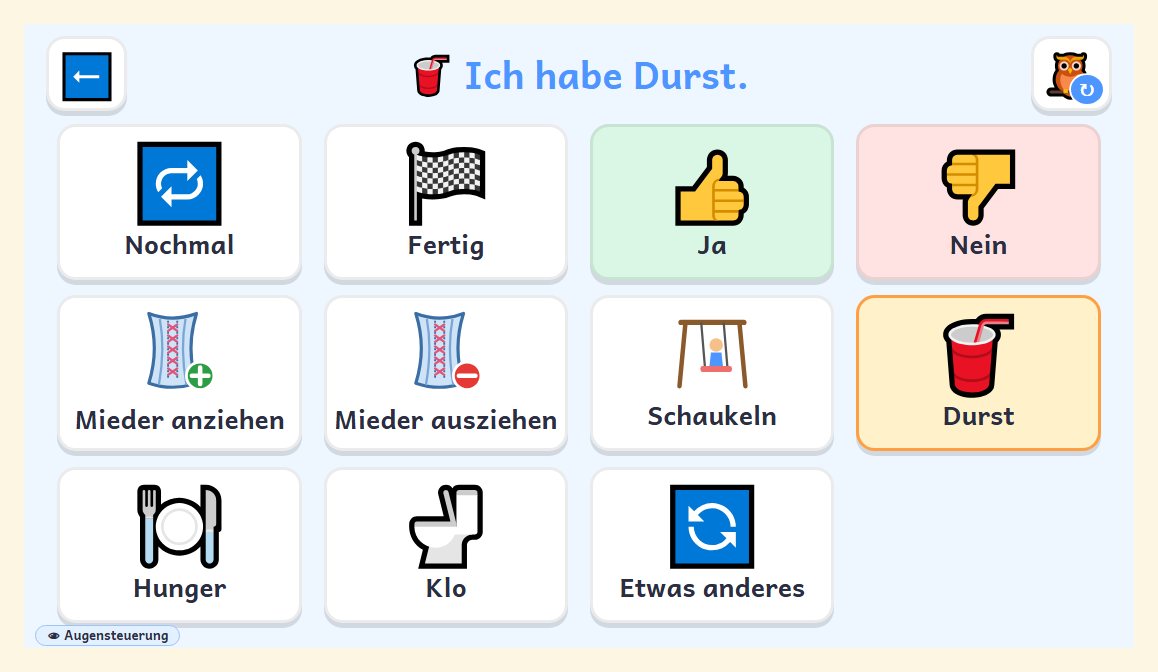 Ich habe Durst.
Nochmal
Fertig
Ja
Nein
Mieder anziehen
Mieder ausziehen
Schaukeln
Durst
Hunger
Klo
Etwas anderes
Augensteuerung